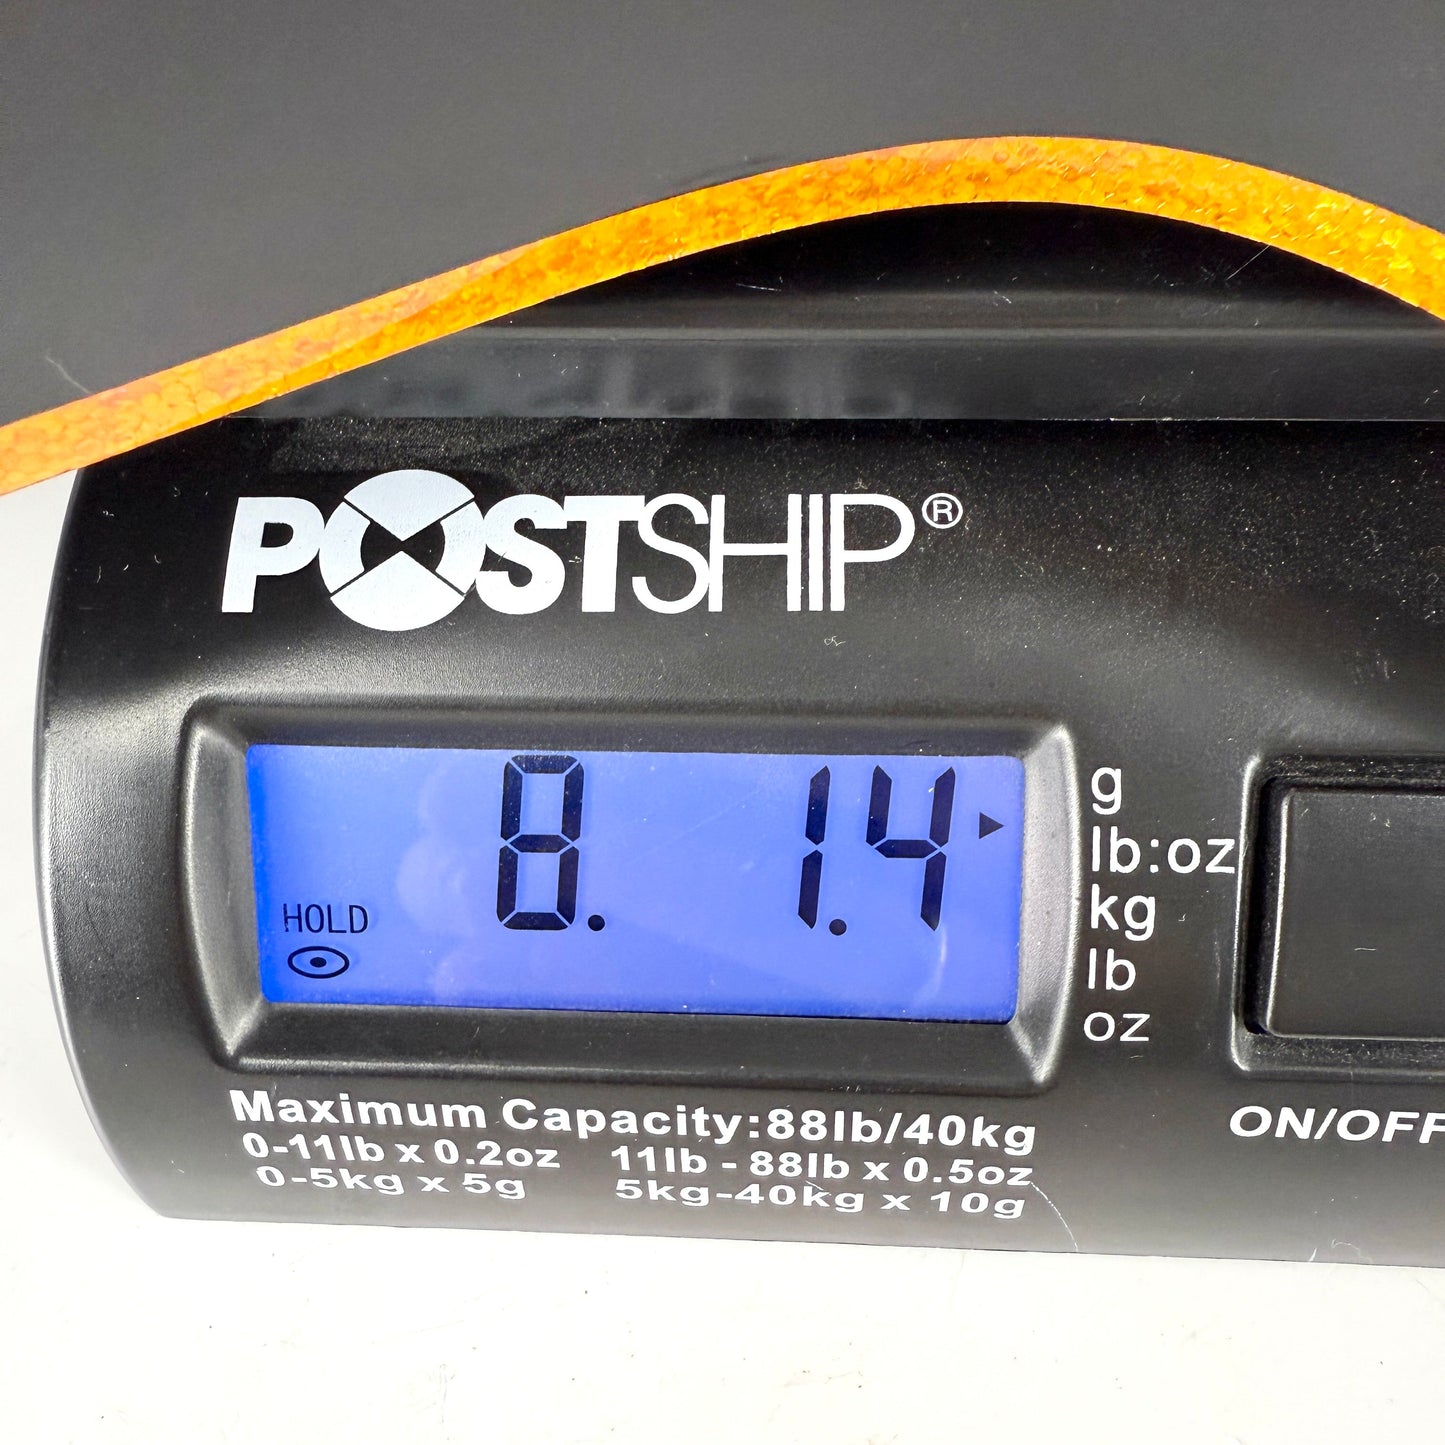 POSTSHIP®
8. 1.4
HOLD
g
lb:oz
kg
lb
oz
Maximum Capacity:88lb/40kg
0-11lb x 0.2oz 11lb - 88lb x 0.5oz
0-5kg x 5g 5kg-40kg x 10g
ON/OFF